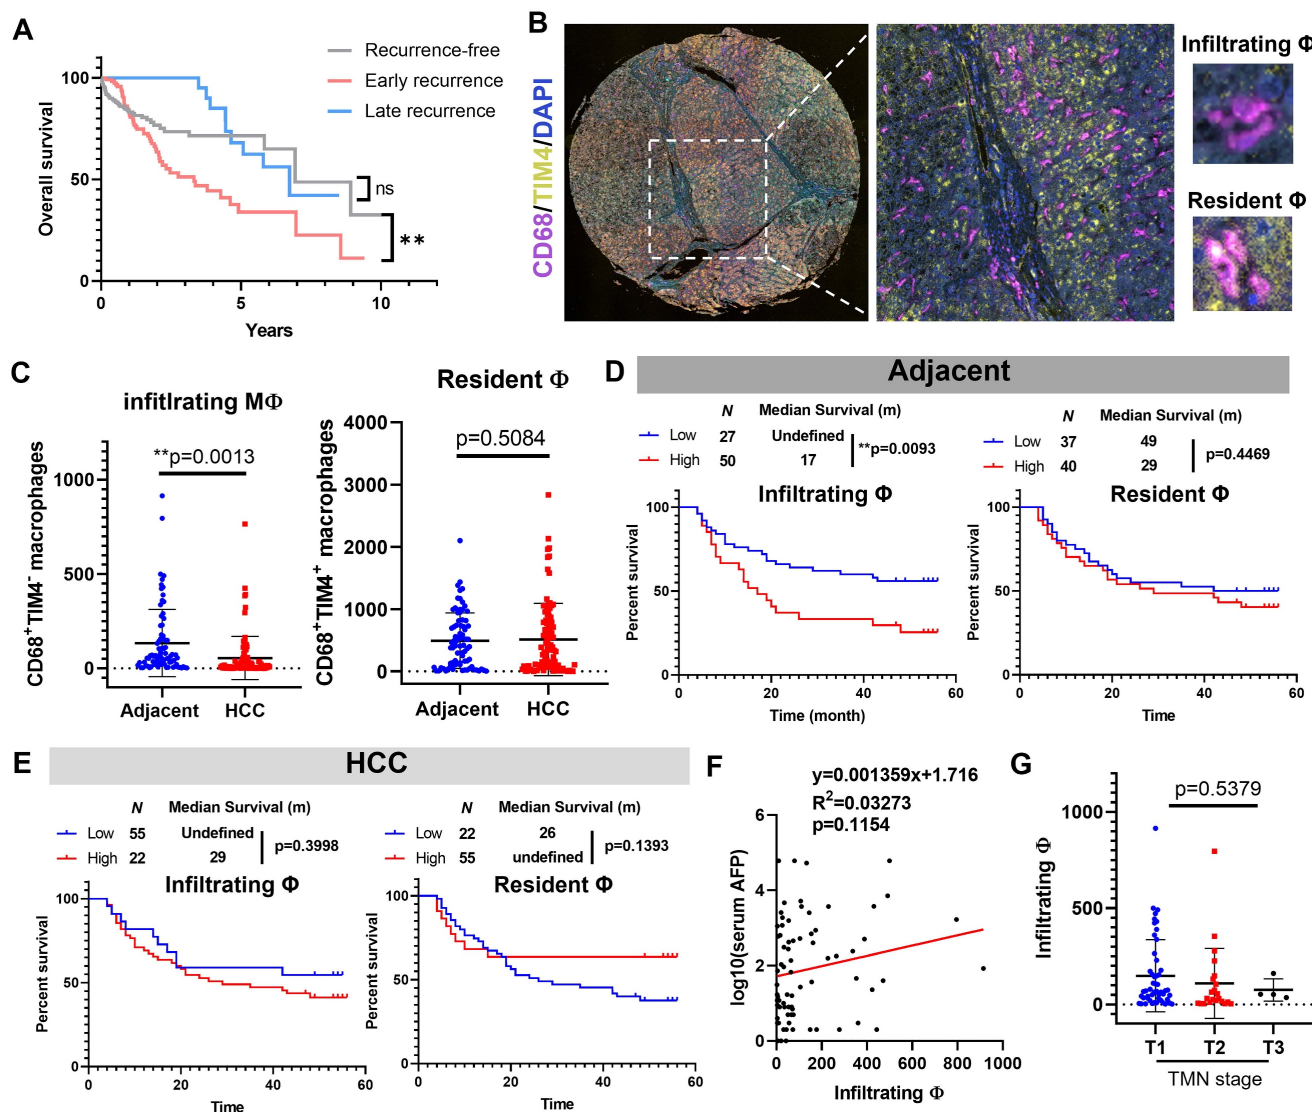 A
Recurrence-free
Early recurrence
Late recurrence
100
50
0
Overall survival
ns
**
0
5
10
Years
B
CD68/TIM4/DAPI
Infiltrating Φ
Resident Φ
C
infitlrating MΦ
**p=0.0013
CD68+TIM4- macrophages
1000
500
0
Adjacent
HCC
Resident Φ
p=0.5084
CD68+TIM4+ macrophages
4000
3000
2000
1000
0
Adjacent
HCC
D
Adjacent
N Median Survival (m)
Low 27 Undefined
High 50 17
**p=0.0093
Infiltrating Φ
Percent survival
100
50
0
0
20
40
60
Time (month)
N Median Survival (m)
Low 37 49
High 40 29
p=0.4469
Resident Φ
Percent survival
100
50
0
0
20
40
60
Time
E
HCC
N Median Survival (m)
Low 55 Undefined
High 22 29
p=0.3998
Infiltrating Φ
Percent survival
100
50
0
0
20
40
60
Time
N Median Survival (m)
Low 22 26
High 55 undefined
p=0.1393
Resident Φ
Percent survival
100
50
0
0
20
40
60
Time
F
y=0.001359x+1.716
R²=0.03273
p=0.1154
log10(serum AFP)
6
4
2
0
0
200
400
600
800
1000
Infiltrating Φ
G
p=0.5379
Infiltrating Φ
1000
500
0
T1
T2
T3
TMN stage